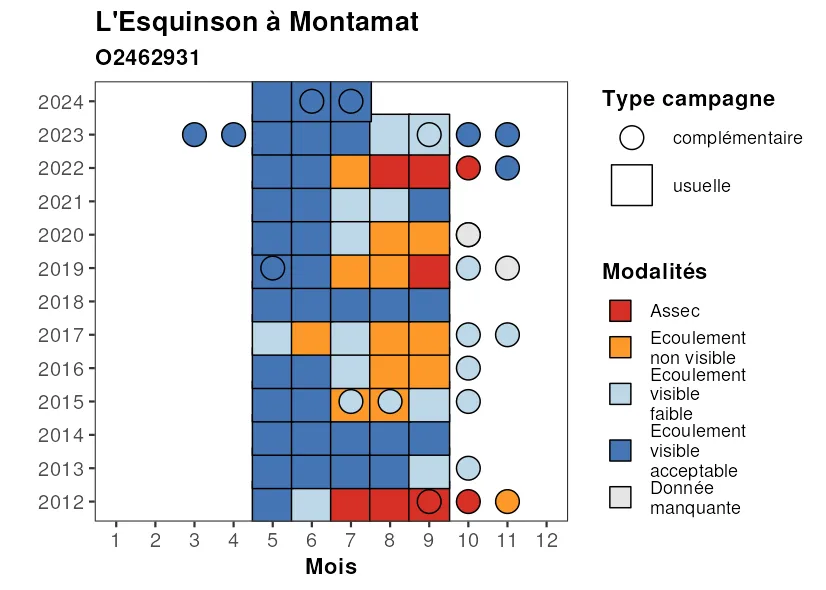 L'Esquinson à Montamat
O2462931
2024
2023
2022
2021
2020
2019
2018
2017
2016
2015
2014
2013
2012
1 2 3 4 5 6 7 8 9 10 11 12
Mois
Type campagne
complémentaire
usuelle
Modalités
Assec
Ecoulement
non visible
Ecoulement
visible
faible
Ecoulement
visible
acceptable
Donnée
manquante